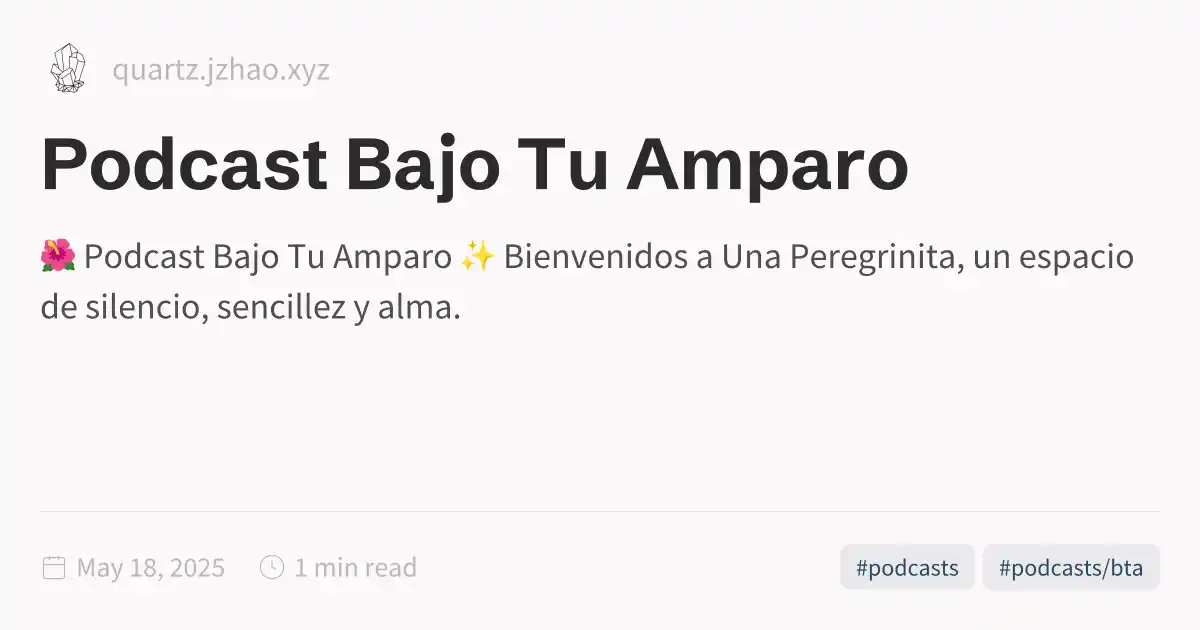 quartz.jzhao.xyz
Podcast Bajo Tu Amparo
🌺 Podcast Bajo Tu Amparo ✨ Bienvenidos a Una Peregrinita, un espacio
de silencio, sencillez y alma.
May 18, 2025 1 min read #podcasts #podcasts/bta